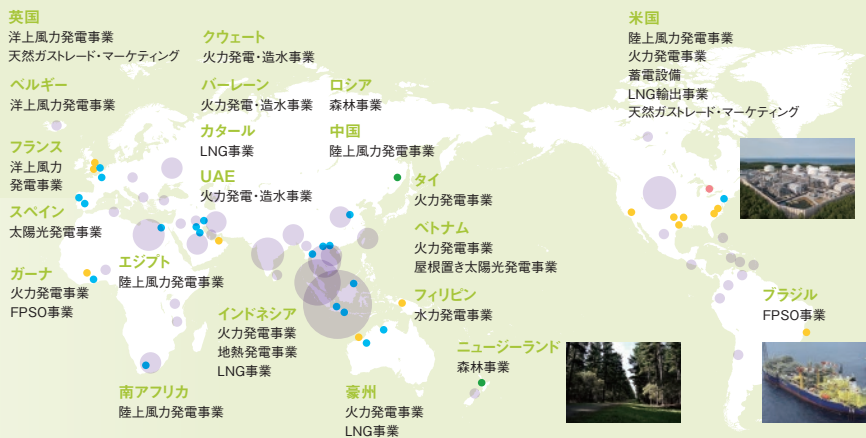 英国
洋上風力発電事業
天然ガストレード・マーケティング
クウェート
火力発電・造水事業
米国
陸上風力発電事業
火力発電事業
蓄電設備
LNG輸出事業
天然ガストレード・マーケティング
ベルギー
洋上風力発電事業
バーレーン
火力発電・造水事業
ロシア
森林事業
フランス
洋上風力
発電事業
カタール
LNG事業
中国
陸上風力発電事業
UAE
火力発電・造水事業
タイ
火力発電事業
スペイン
太陽光発電事業
ベトナム
火力発電事業
屋根置き太陽光発電事業
ガーナ
火力発電事業
FPSO事業
エジプト
陸上風力発電事業
インドネシア
火力発電事業
地熱発電事業
LNG事業
フィリピン
水力発電事業
ブラジル
FPSO事業
ニュージーランド
森林事業
南アフリカ
陸上風力発電事業
豪州
火力発電事業
LNG事業